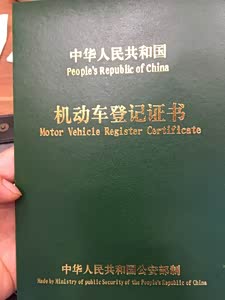 中华人民共和国
People's Republic of China
机动车登记证书
Motor Vehicle Register Certificate
中华人民共和国公安部制
Made by Ministry of public Security of the People's Republic of China